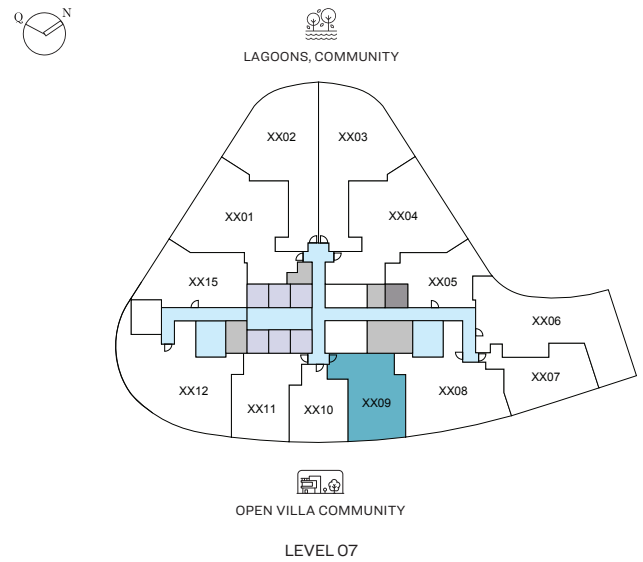 Q N
LAGOONS, COMMUNITY
XX02 XX03
XX01 XX04
XX15 XX05
XX06
XX07
XX12 XX11 XX10 XX09 XX08
OPEN VILLA COMMUNITY
LEVEL 07